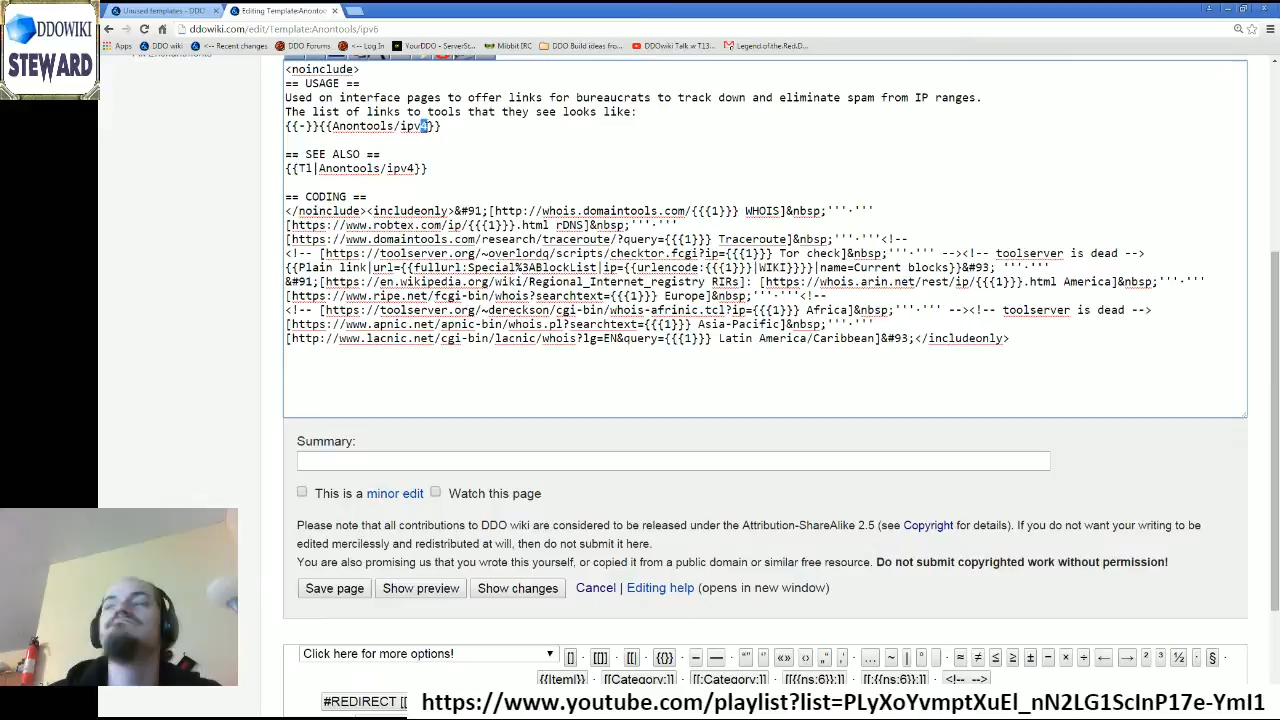 DDOWIKI
STEWARD
Unused templates - DDO
Editing Template:Anontools
ddowiki.com/edit/Template:Anontools/ipv6
Apps
DDO wiki
<-- Recent changes
DDO Forums
<-- Log In
YourDDO - ServerSt...
Mibbit IRC
DDO Build ideas from...
DDOwiki Talk w T13...
Legend.of.the.Red.D...
<noinclude>
== USAGE ==
Used on interface pages to offer links for bureaucrats to track down and eliminate spam from IP ranges.
The list of links to tools that they see looks like:
{{-}}{{Anontools/ipv4}}
== SEE ALSO ==
{{Tl|Anontools/ipv4}}
== CODING ==
</noinclude><includeonly>&#91;[http://whois.domaintools.com/{{{1}}} WHOIS]&nbsp;'''·'''
[https://www.robtex.com/ip/{{{1}}}.html rDNS]&nbsp;'''·'''
[https://www.domaintools.com/research/traceroute/?query={{{1}}} Traceroute]&nbsp;'''·'''<!--
<!-- [https://toolserver.org/~overlordq/scripts/checktor.fcgi?ip={{{1}}} Tor check]&nbsp;'''·''' --><!-- toolserver is dead -->
{{Plain link|url={{fullurl:Special%3ABlockList|ip={{urlencode:{{{1}}}|WIKI}}}}|name=Current blocks}}&#93; '''·'''
&#91;[https://en.wikipedia.org/wiki/Regional_Internet_registry RIRs]: [https://whois.arin.net/rest/ip/{{{1}}}.html America]&nbsp;'''·'''
[https://www.ripe.net/fcgi-bin/whois?searchtext={{{1}}} Europe]&nbsp;'''·'''<!--
<!-- [https://toolserver.org/~dereckson/cgi-bin/whois-afrinic.tcl?ip={{{1}}} Africa]&nbsp;'''·''' --><!-- toolserver is dead -->
[https://www.apnic.net/apnic-bin/whois.pl?searchtext={{{1}}} Asia-Pacific]&nbsp;'''·'''
[http://www.lacnic.net/cgi-bin/lacnic/whois?lg=EN&query={{{1}}} Latin America/Caribbean]&#93;</includeonly>
Summary:
This is a minor edit
Watch this page
Please note that all contributions to DDO wiki are considered to be released under the Attribution-ShareAlike 2.5 (see Copyright for details). If you do not want your writing to be
edited mercilessly and redistributed at will, then do not submit it here.
You are also promising us that you wrote this yourself, or copied it from a public domain or similar free resource. Do not submit copyrighted work without permission!
Save page
Show preview
Show changes
Cancel | Editing help (opens in new window)
Click here for more options!
[] · [[]] · [[| · {{}} · – · — · “” · ‘’ · «» · „“ · ‚‘ · … · ~ · | · ° · · ≈ · ≠ · ≤ · ≥ · ± · − · × · ÷ · ← · → · ² · ³ · ½ · · · §
{{Item|}} · [[Category:]] · [[:Category:]] · [[{{ns:6}}:]] · [[:{{ns:6}}:]] · <!-- -->
#REDIRECT [[
https://www.youtube.com/playlist?list=PLyXoYvmptXuEl_nN2LG1ScInP17e-YmI1